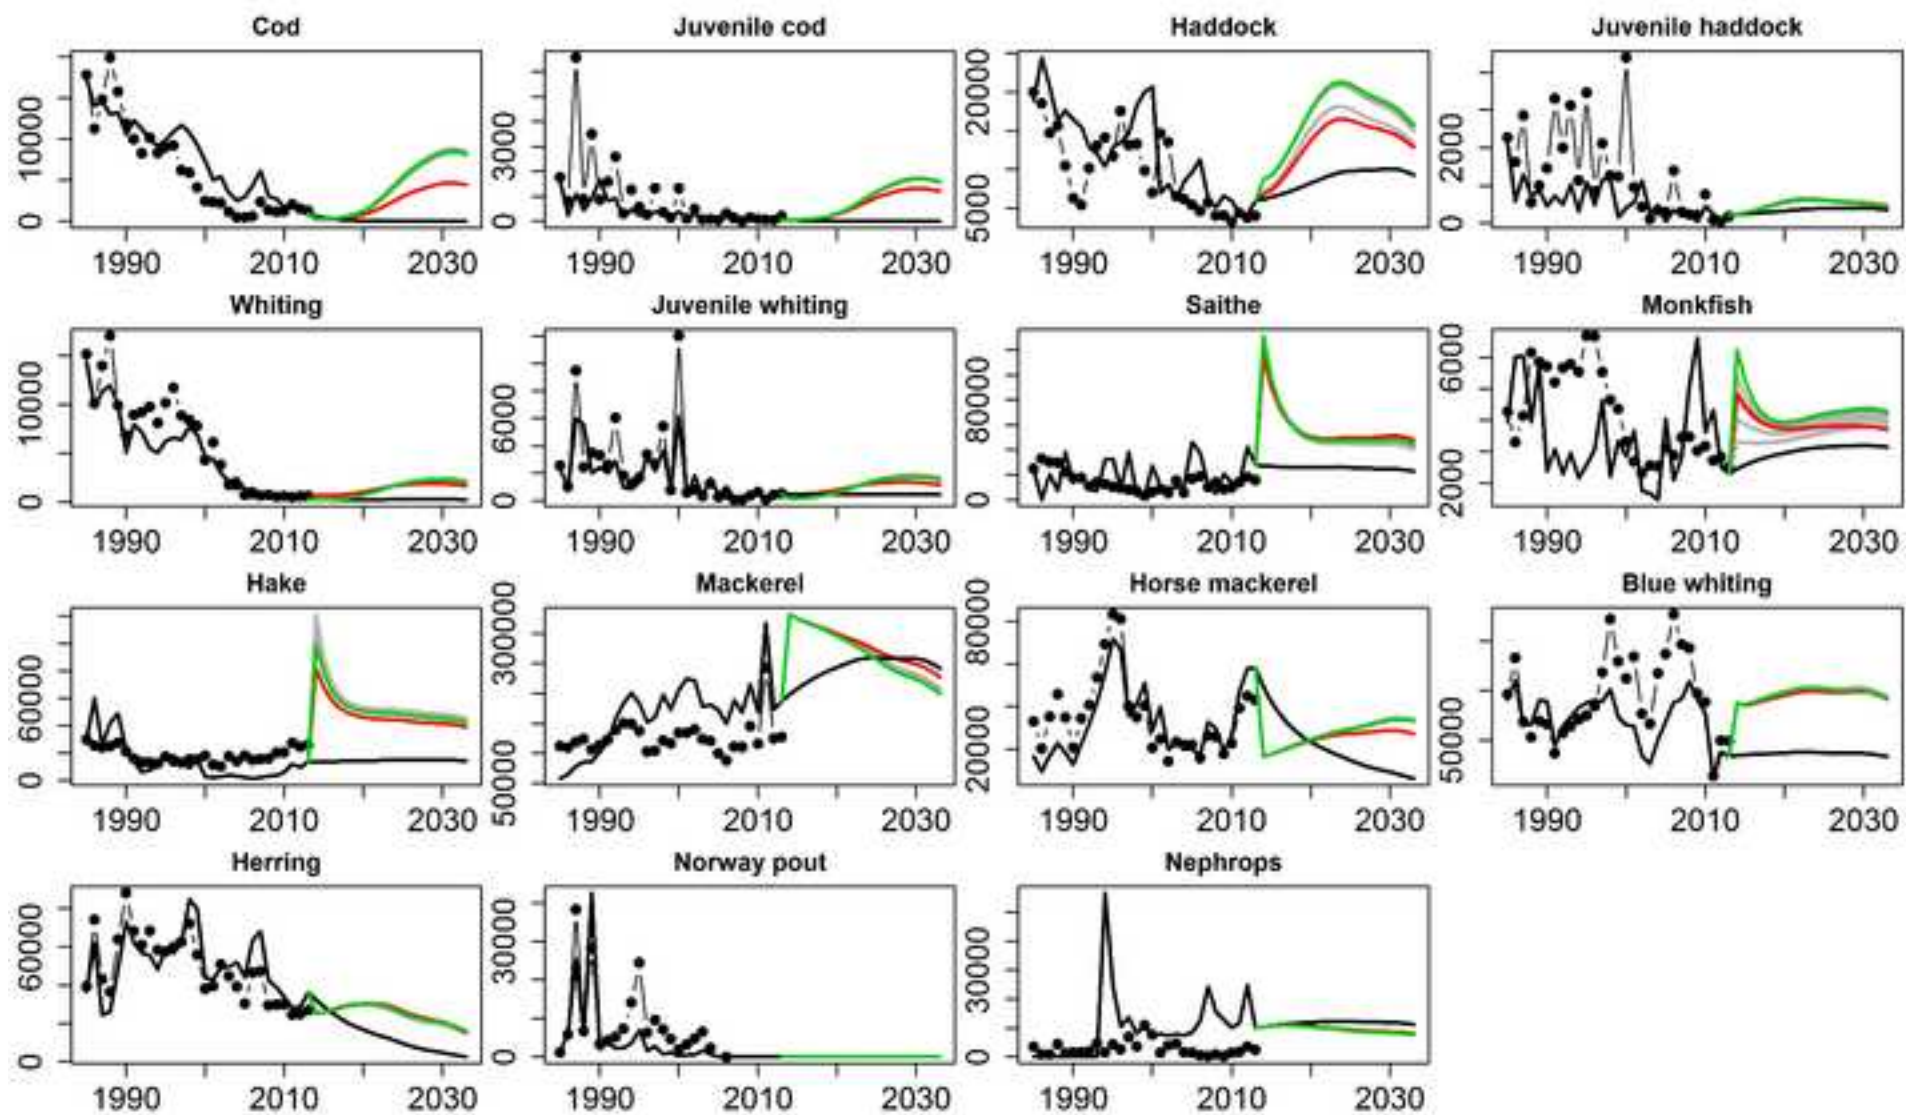 Cod
Juvenile cod
Haddock
Juvenile haddock
0 10000
0 30000
5000 20000
0 20000
1990 2010 2030
1990 2010 2030
1990 2010 2030
1990 2010 2030
Whiting
Juvenile whiting
Saithe
Monkfish
0 10000
0 6000
0 80000
2000 6000
1990 2010 2030
1990 2010 2030
1990 2010 2030
1990 2010 2030
Hake
Mackerel
Horse mackerel
Blue whiting
0 60000
50000 300000
200000 800000
50000
1990 2010 2030
1990 2010 2030
1990 2010 2030
1990 2010 2030
Herring
Norway pout
Nephrops
0 60000
0 30000
0 30000
1990 2010 2030
1990 2010 2030
1990 2010 2030